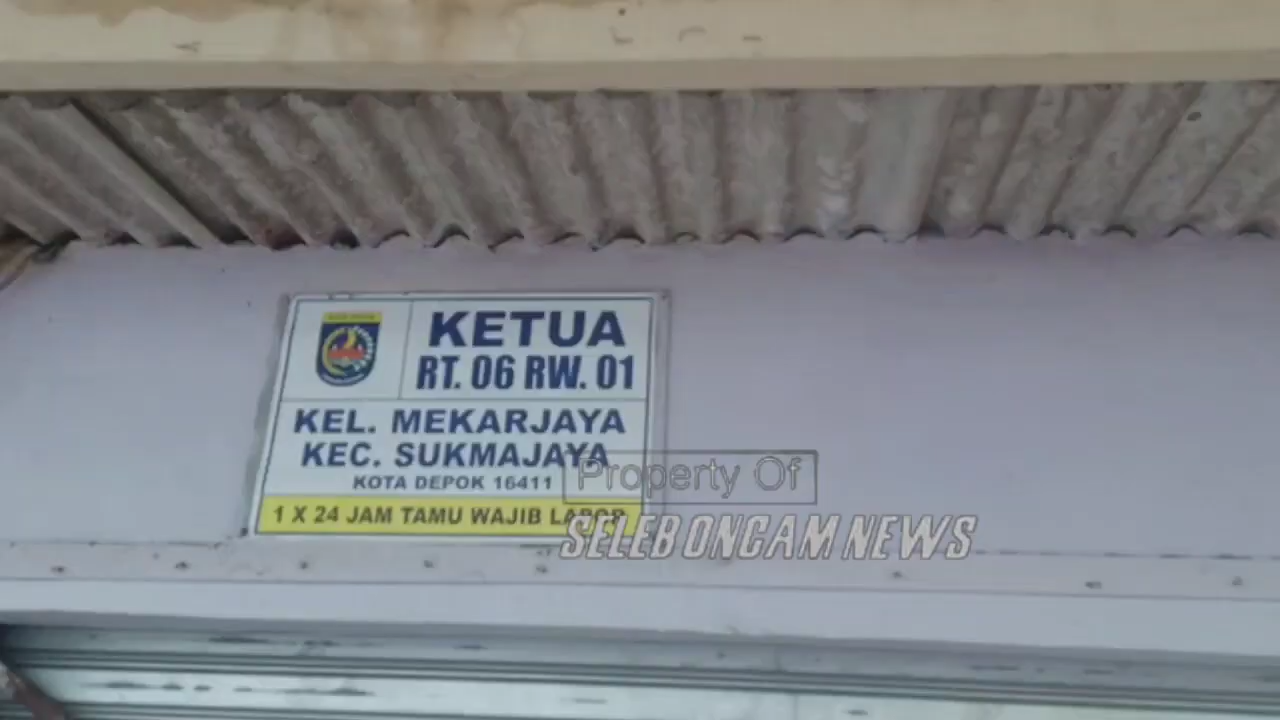 KETUA
RT. 06 RW. 01
KEL. MEKARJAYA
KEC. SUKMAJAYA
KOTA DEPOK 16411
1 X 24 JAM TAMU WAJIB LAPOR
Property Of
SELEB ONCAM NEWS